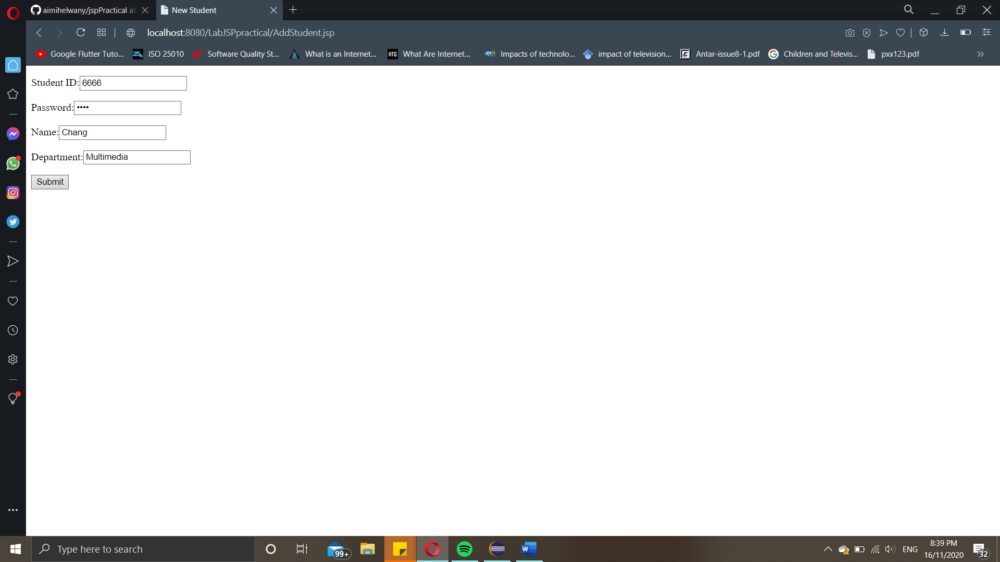 aimihelwany/jspPractical at
New Student
localhost:8080/LabJSPpractical/AddStudent.jsp
Google Flutter Tuto...
25k ISO 25010
Software Quality St...
What is an Internet...
HTG What Are Internet...
Impacts of technolo...
impact of television...
Antar-issue8-1.pdf
Children and Televis...
pxx123.pdf
Student ID: 6666
Password: ••••
Name: Chang
Department: Multimedia
Submit
Type here to search
99+
W
ENG
8:39 PM
16/11/2020
32